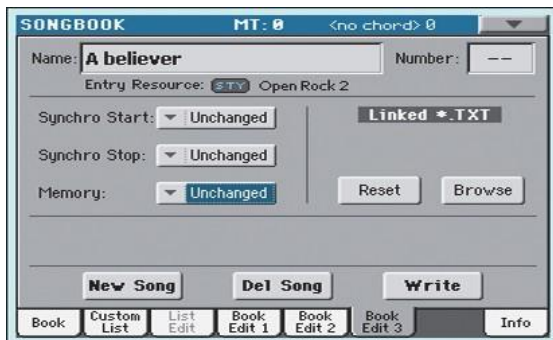 SONGBOOK MT: 0 <no chord> 0
Name: A believer Number: --
Entry Resource: STY Open Rock 2
Synchro Start: Unchanged Linked *.TXT
Synchro Stop: Unchanged
Memory: Unchanged Reset Browse
New Song Del Song Write
Book Custom List List Edit Book Edit 1 Book Edit 2 Book Edit 3 Info